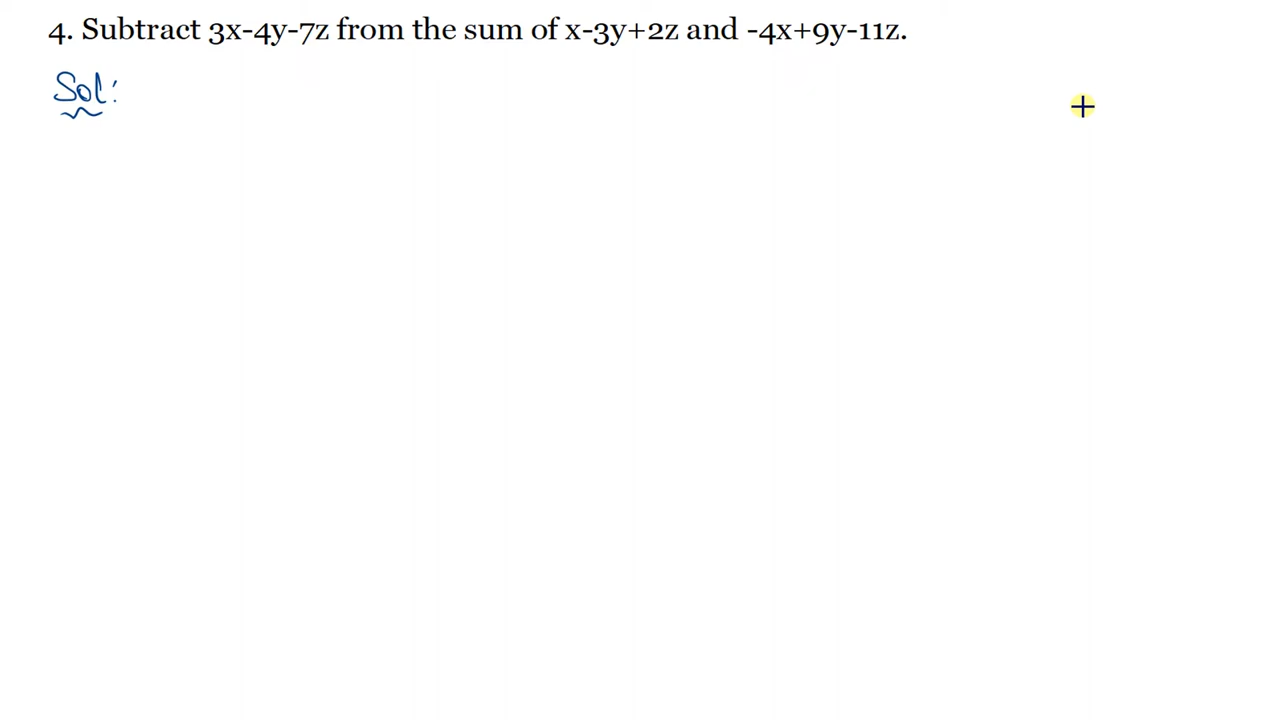 4. Subtract 3x-4y-7z from the sum of x-3y+2z and -4x+9y-11z.
Sol: